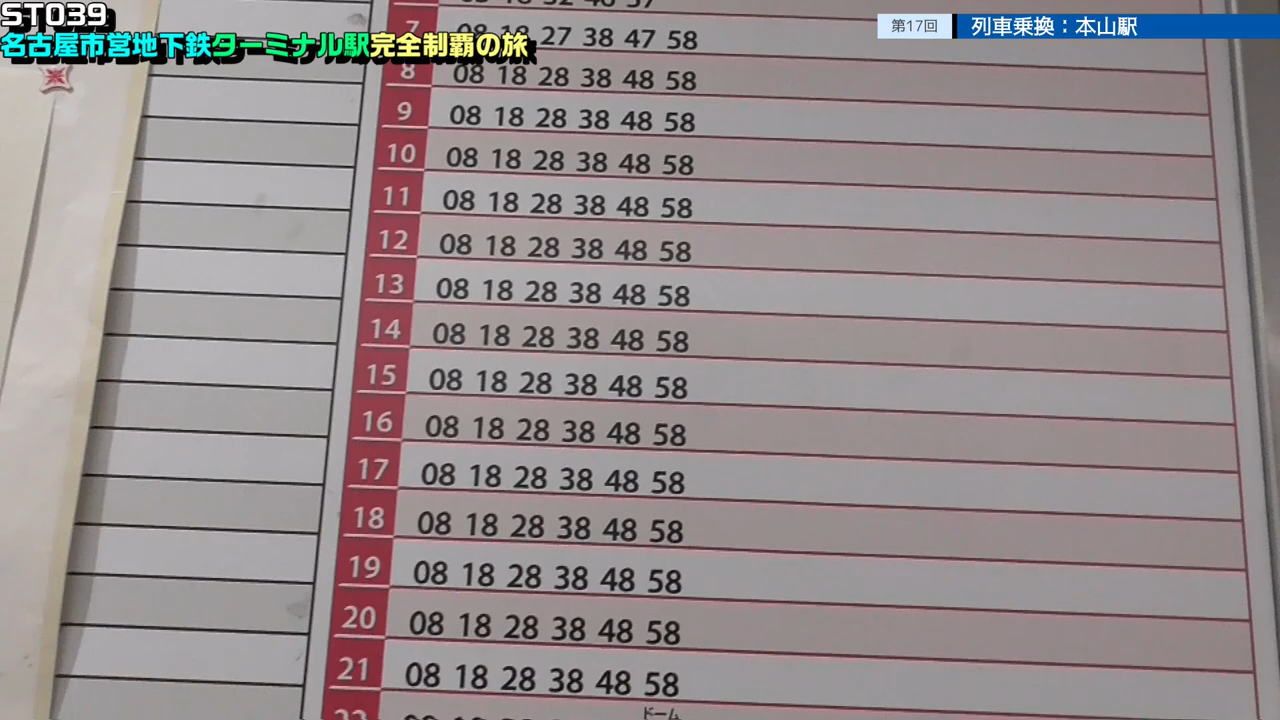 ST039
名古屋市営地下鉄ターミナル駅完全制覇の旅
第17回 列車乗換：本山駅
7 08 18 27 38 47 58
8 08 18 28 38 48 58
9 08 18 28 38 48 58
10 08 18 28 38 48 58
11 08 18 28 38 48 58
12 08 18 28 38 48 58
13 08 18 28 38 48 58
14 08 18 28 38 48 58
15 08 18 28 38 48 58
16 08 18 28 38 48 58
17 08 18 28 38 48 58
18 08 18 28 38 48 58
19 08 18 28 38 48 58
20 08 18 28 38 48 58
21 08 18 28 38 48 58
ドーム